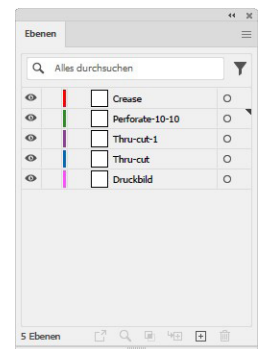 Ebenen
Alles durchsuchen
Crease
Perforate-10-10
Thru-cut-1
Thru-cut
Druckbild
5 Ebenen